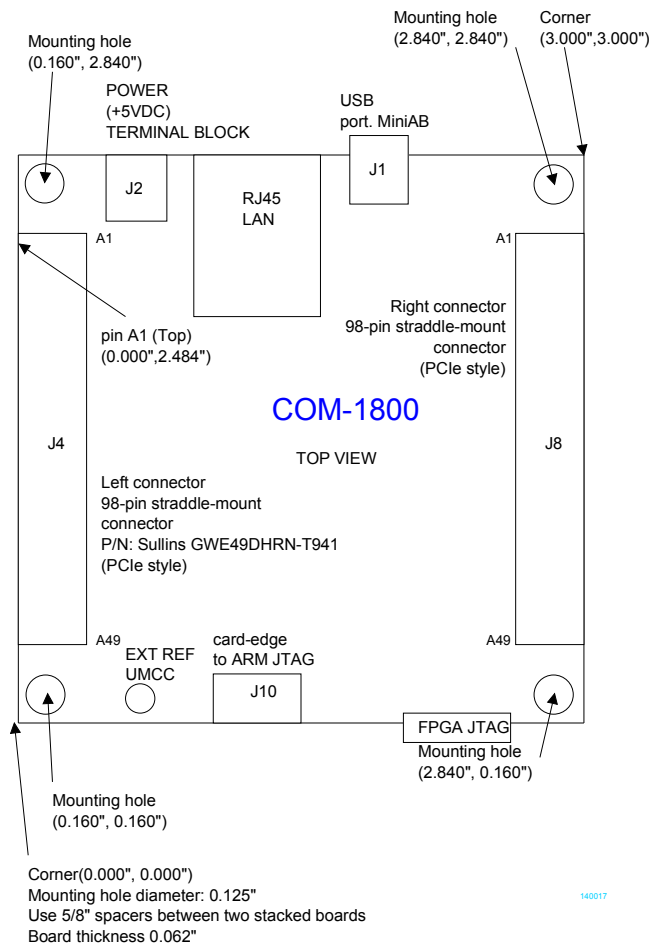 Mounting hole
(0.160", 2.840")
Mounting hole
(2.840", 2.840")
Corner
(3.000",3.000")
POWER
(+5VDC)
TERMINAL BLOCK
USB
port. MiniAB
J2
RJ45
LAN
J1
A1
A1
pin A1 (Top)
(0.000",2.484")
Right connector
98-pin straddle-mount
connector
(PCIe style)
COM-1800
J4
TOP VIEW
J8
Left connector
98-pin straddle-mount
connector
P/N: Sullins GWE49DHRN-T941
(PCIe style)
A49
A49
EXT REF
UMCC
card-edge
to ARM JTAG
J10
FPGA JTAG
Mounting hole
(2.840", 0.160")
Mounting hole
(0.160", 0.160")
Corner(0.000", 0.000")
Mounting hole diameter: 0.125"
Use 5/8" spacers between two stacked boards
Board thickness 0.062"
140017